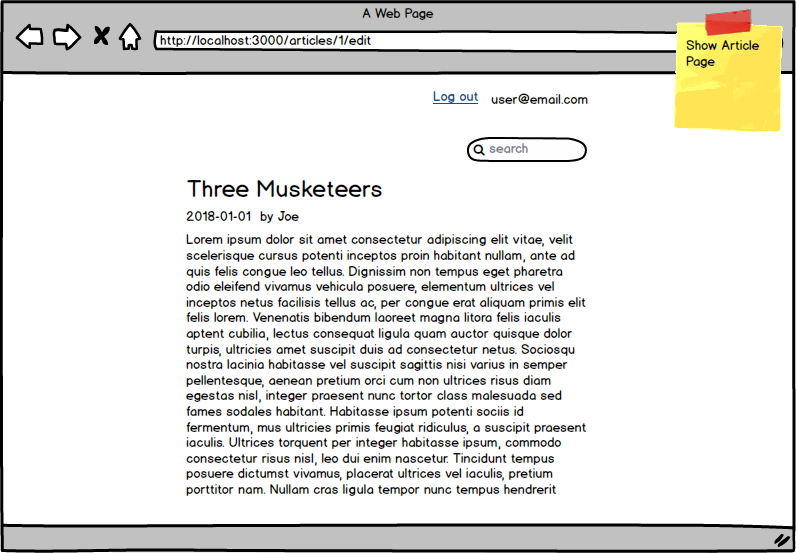 A Web Page
http://localhost:3000/articles/1/edit
Show Article
Page
Log out user@email.com
search
Three Musketeers
2018-01-01 by Joe
Lorem ipsum dolor sit amet consectetur adipiscing elit vitae, velit
scelerisque cursus potenti inceptos proin habitant nullam, ante ad
quis felis congue leo tellus. Dignissim non tempus eget pharetra
odio eleifend vivamus vehicula posuere, elementum ultrices vel
inceptos netus facilisis tellus ac, per congue erat aliquam primis elit
felis lorem. Venenatis bibendum laoreet magna litora felis iaculis
aptent cubilia, lectus consequat ligula quam auctor quisque dolor
turpis, ultricies amet suscipit duis ad consectetur netus. Sociosqu
nostra lacinia habitasse vel suscipit sagittis nisi varius in semper
pellentesque, aenean pretium orci cum non ultrices risus diam
egestas nisl, integer praesent nunc tortor class malesuada sed
fames sodales habitant. Habitasse ipsum potenti sociis id
fermentum, mus ultricies primis feugiat ridiculus, a suscipit praesent
iaculis. Ultrices torquent per integer habitasse ipsum, commodo
consectetur risus nisl, leo dui enim nascetur. Tincidunt tempus
posuere dictumst vivamus, placerat ultrices vel iaculis, pretium
porttitor nam. Nullam cras ligula tempor nunc tempus hendrerit